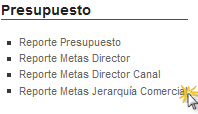 Presupuesto
Reporte Presupuesto
Reporte Metas Director
Reporte Metas Director Canal
Reporte Metas Jerarquía Comercial